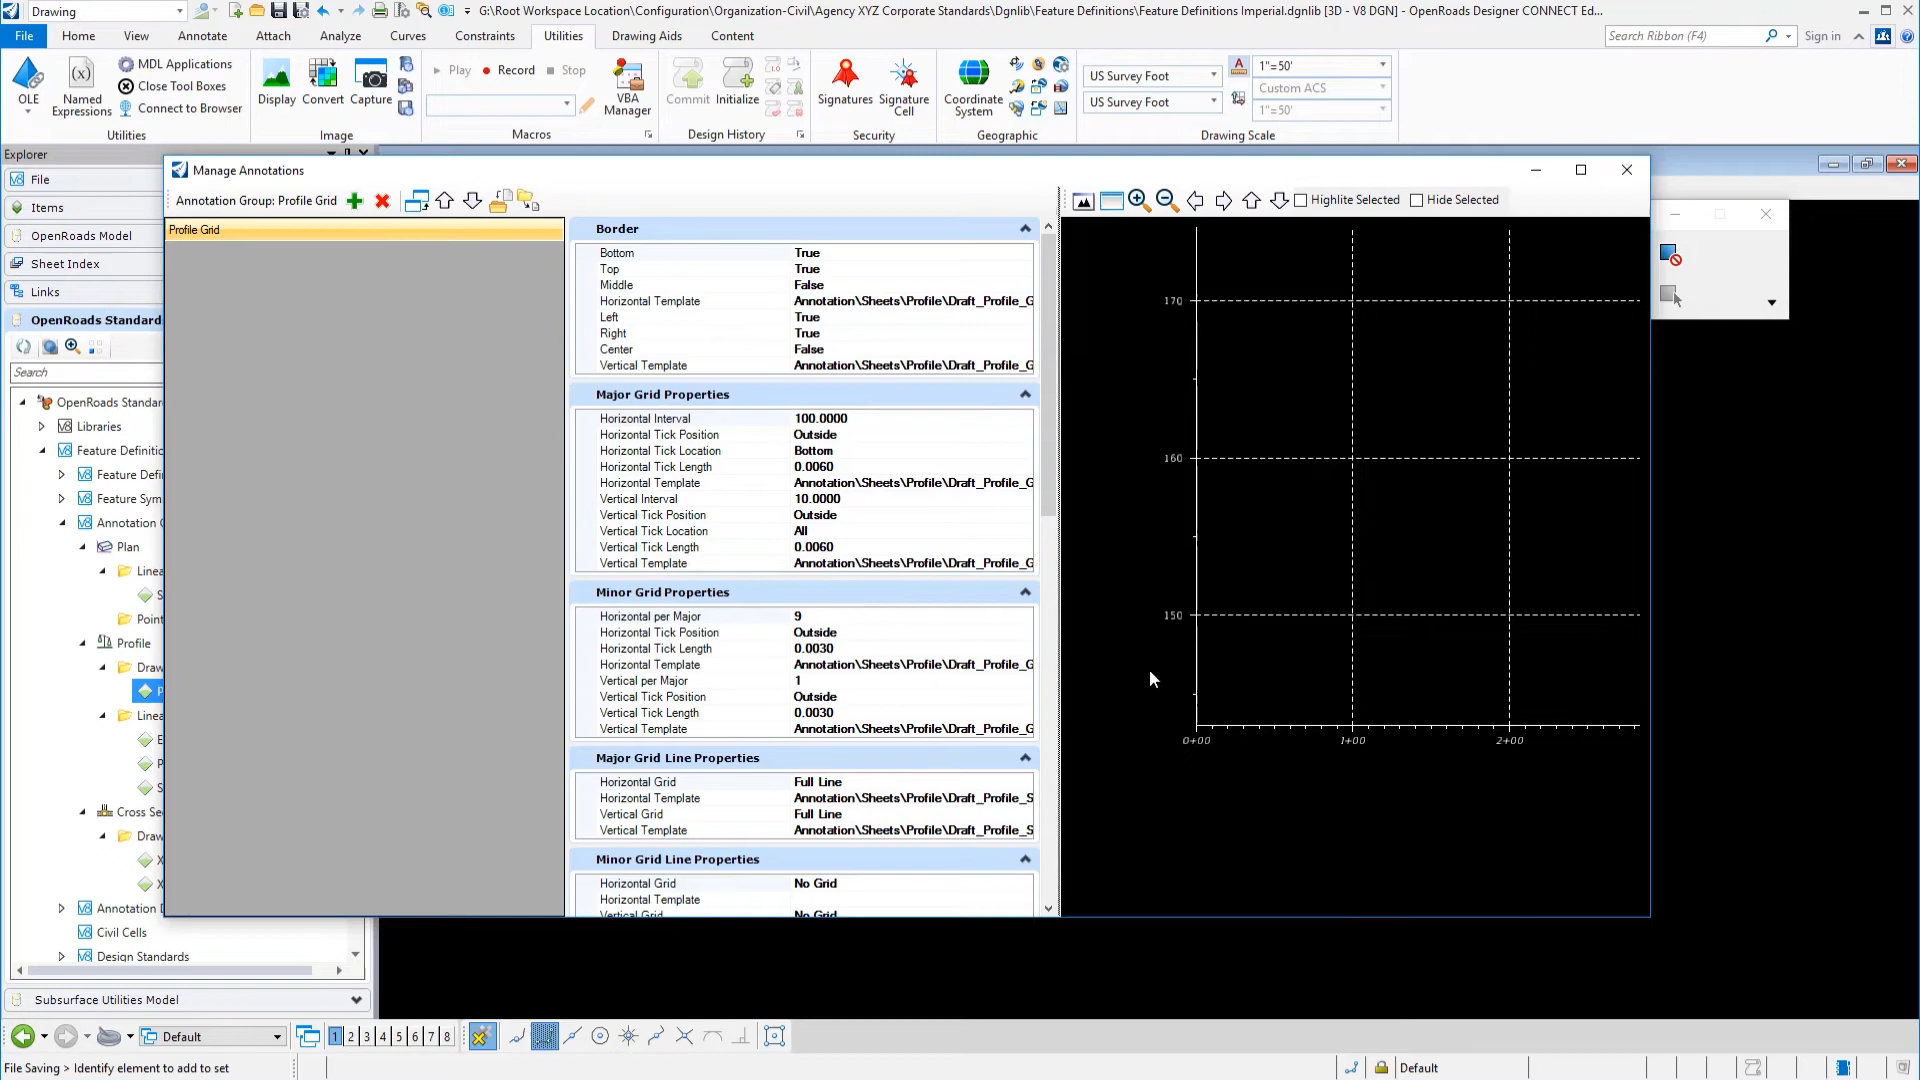 Drawing
G:\Root Workspace Location\Configuration\Organization-Civil\Agency XYZ Corporate Standards\Dgnlib\Feature Definitions\Feature Definitions Imperial.dgnlib [3D - V8 DGN] - OpenRoads Designer CONNECT Ed...
File Home View Annotate Attach Analyze Curves Constraints Utilities Drawing Aids Content
Search Ribbon (F4) Sign in
OLE
Named Expressions
MDL Applications
Close Tool Boxes
Connect to Browser
Utilities
Display Convert Capture
Image
Play Record Stop
VBA Manager
Macros
Commit Initialize
Design History
Signatures
Signature Cell
Security
Coordinate System
Geographic
US Survey Foot
US Survey Foot
1"=50'
Custom ACS
1"=50'
Drawing Scale
Explorer
File
Items
OpenRoads Model
Sheet Index
Links
OpenRoads Standard
Search
OpenRoads Standar
Libraries
Feature Definitio
Feature Defi
Feature Sym
Annotation G
Plan
Linea
S
Point
Profile
Draw
P
Linea
E
P
S
Cross Se
Draw
X
X
Annotation D
Civil Cells
Design Standards
Subsurface Utilities Model
Manage Annotations
Annotation Group: Profile Grid
Highlite Selected
Hide Selected
Profile Grid
Border
Bottom True
Top True
Middle False
Horizontal Template Annotation\Sheets\Profile\Draft_Profile_G
Left True
Right True
Center False
Vertical Template Annotation\Sheets\Profile\Draft_Profile_G
Major Grid Properties
Horizontal Interval 100.0000
Horizontal Tick Position Outside
Horizontal Tick Location Bottom
Horizontal Tick Length 0.0060
Horizontal Template Annotation\Sheets\Profile\Draft_Profile_G
Vertical Interval 10.0000
Vertical Tick Position Outside
Vertical Tick Location All
Vertical Tick Length 0.0060
Vertical Template Annotation\Sheets\Profile\Draft_Profile_G
Minor Grid Properties
Horizontal per Major 9
Horizontal Tick Position Outside
Horizontal Tick Length 0.0030
Horizontal Template Annotation\Sheets\Profile\Draft_Profile_G
Vertical per Major 1
Vertical Tick Position Outside
Vertical Tick Length 0.0030
Vertical Template Annotation\Sheets\Profile\Draft_Profile_G
Major Grid Line Properties
Horizontal Grid Full Line
Horizontal Template Annotation\Sheets\Profile\Draft_Profile_S
Vertical Grid Full Line
Vertical Template Annotation\Sheets\Profile\Draft_Profile_S
Minor Grid Line Properties
Horizontal Grid No Grid
Horizontal Template
Vertical Grid No Grid
170
160
150
0+00 1+00 2+00
Default
1 2 3 4 5 6 7 8
File Saving > Identify element to add to set
Default